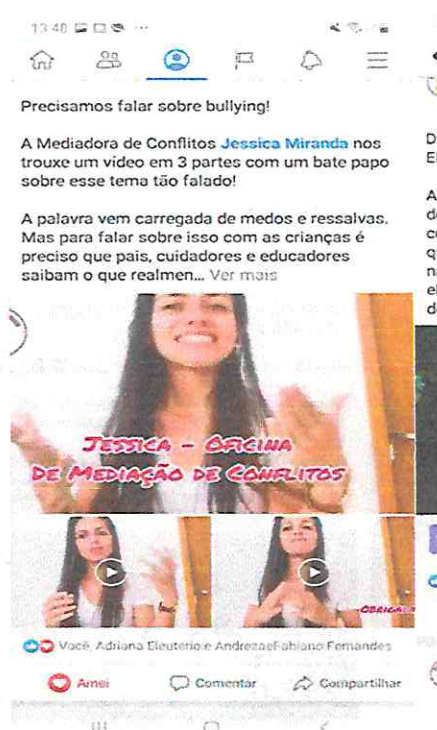 13:48
Precisamos falar sobre bullying!
A Mediadora de Conflitos Jessica Miranda nos
trouxe um vídeo em 3 partes com um bate papo
sobre esse tema tão falado!
A palavra vem carregada de medos e ressalvas.
Mas para falar sobre isso com as crianças é
preciso que pais, cuidadores e educadores
saibam o que realmen... Ver mais
JESSICA - OFICINA
DE MEDIAÇÃO DE CONFLITOS
Você, Adriana Eleuterio e AndrezaeFabiano Fernandes
Amei
Comentar
Compartilhar